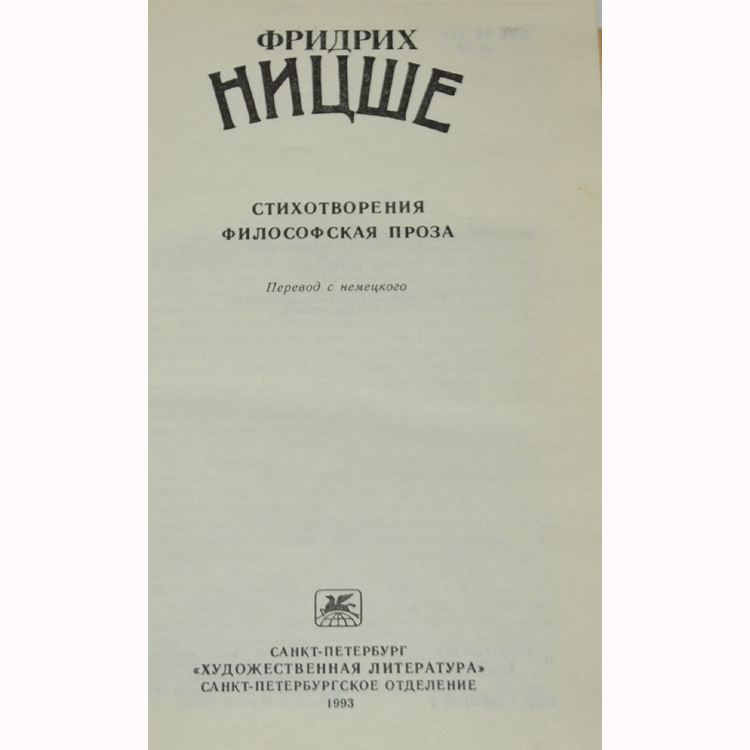 ФРИДРИХ
НИЦШЕ
СТИХОТВОРЕНИЯ
ФИЛОСОФСКАЯ ПРОЗА
Перевод с немецкого
САНКТ-ПЕТЕРБУРГ
«ХУДОЖЕСТВЕННАЯ ЛИТЕРАТУРА»
САНКТ-ПЕТЕРБУРГСКОЕ ОТДЕЛЕНИЕ
1993